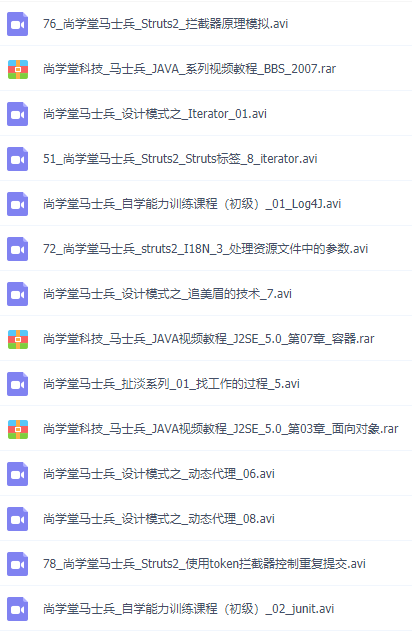 76_尚学堂马士兵_Struts2_拦截器原理模拟.avi
尚学堂科技_马士兵_JAVA_系列视频教程_BBS_2007.rar
尚学堂马士兵_设计模式之_Iterator_01.avi
51_尚学堂马士兵_Struts2_Struts标签_8_iterator.avi
尚学堂马士兵_自学能力训练课程（初级）_01_Log4J.avi
72_尚学堂马士兵_struts2_I18N_3_处理资源文件中的参数.avi
尚学堂马士兵_设计模式之_追美眉的技术_7.avi
尚学堂科技_马士兵_JAVA视频教程_J2SE_5.0_第07章_容器.rar
尚学堂马士兵_扯淡系列_01_找工作的过程_5.avi
尚学堂科技_马士兵_JAVA视频教程_J2SE_5.0_第03章_面向对象.rar
尚学堂马士兵_设计模式之_动态代理_06.avi
尚学堂马士兵_设计模式之_动态代理_08.avi
78_尚学堂马士兵_Struts2_使用token拦截器控制重复提交.avi
尚学堂马士兵_自学能力训练课程（初级）_02_junit.avi